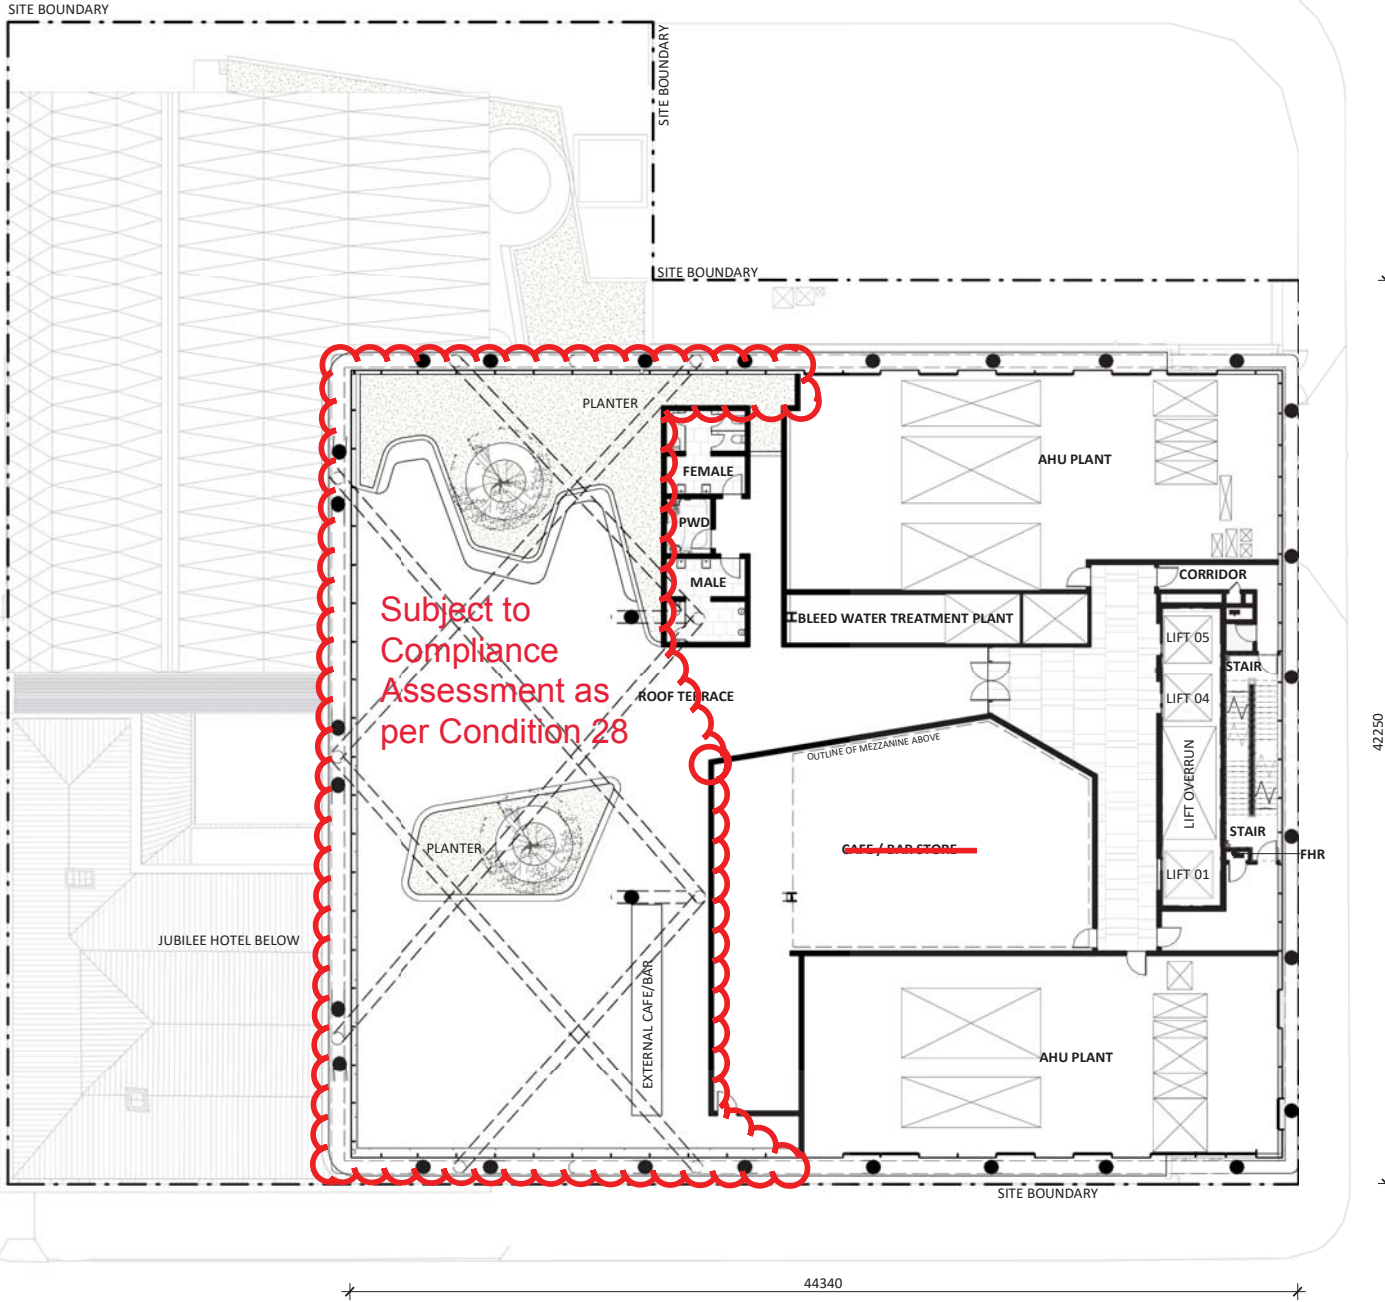 SITE BOUNDARY
SITE BOUNDARY
SITE BOUNDARY
PLANTER
FEMALE
AHU PLANT
PWD
MALE
CORRIDOR
BLEED WATER TREATMENT PLANT
Subject to
Compliance
Assessment as
per Condition 28
LIFT 05
STAIR
ROOF TERRACE
LIFT 04
OUTLINE OF MEZZANINE ABOVE
42250
LIFT OVERRUN
STAIR
PLANTER
CAFE / BAR STORE
FHR
LIFT 01
JUBILEE HOTEL BELOW
EXTERNAL CAFE/BAR
AHU PLANT
SITE BOUNDARY
44340